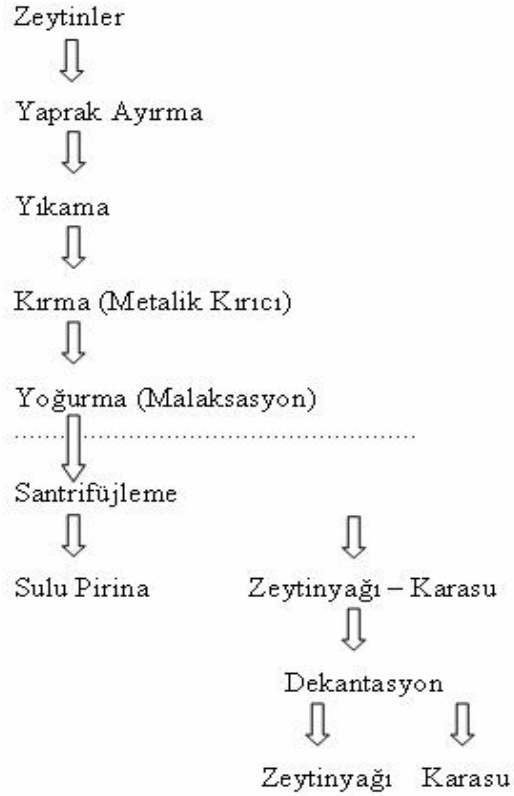 Zeytinler
Yaprak Ayırma
Yıkama
Kırma (Metalik Kırıcı)
Yoğurma (Malaksasyon)
Santrifüjleme
Sulu Pirina Zeytinyağı – Karasu
Dekantasyon
Zeytinyağı Karasu